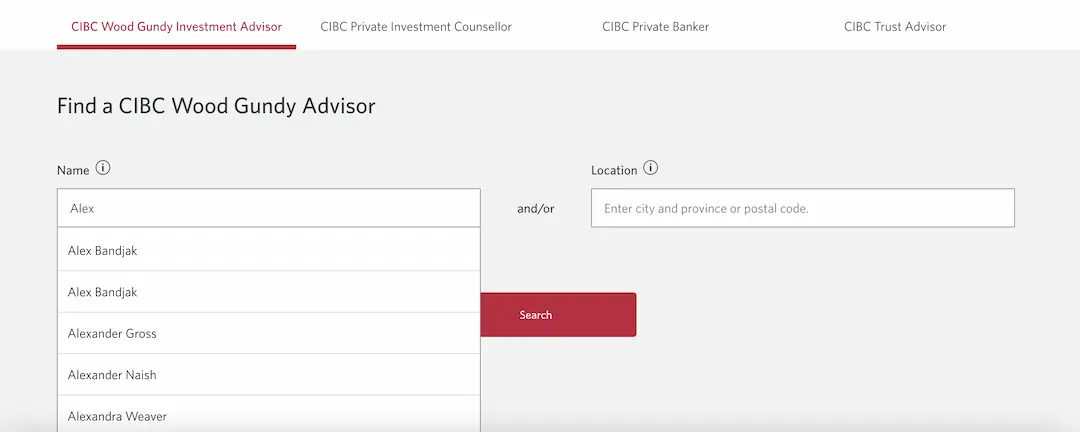 CIBC Wood Gundy Investment Advisor
CIBC Private Investment Counsellor
CIBC Private Banker
CIBC Trust Advisor
Find a CIBC Wood Gundy Advisor
Name
Location
Alex
and/or
Enter city and province or postal code.
Alex Bandjak
Alex Bandjak
Search
Alexander Gross
Alexander Naish
Alexandra Weaver